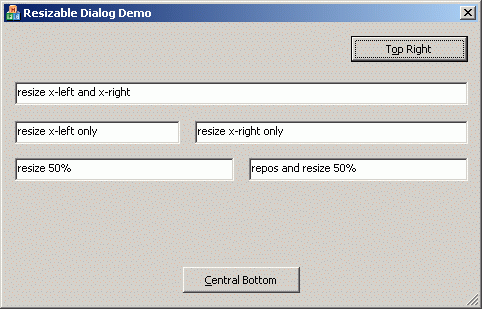 Resizable Dialog Demo
Top Right
resize x-left and x-right
resize x-left only
resize x-right only
resize 50%
repos and resize 50%
Central Bottom